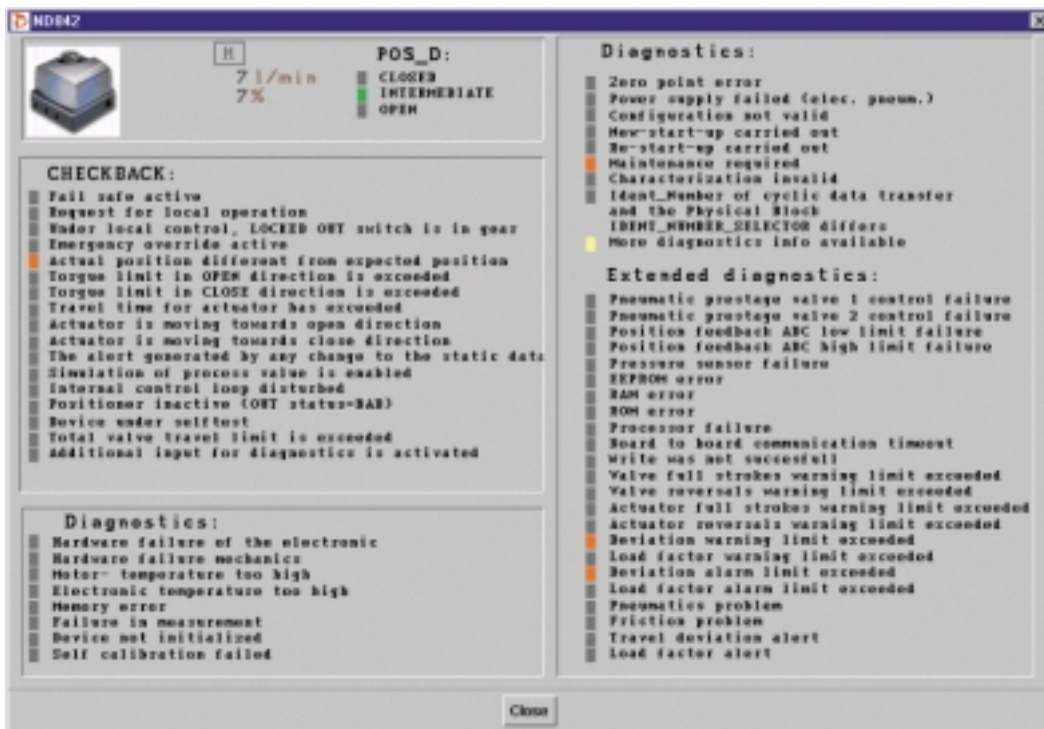 ND842
M
7 l/min
7%
POS_D:
CLOSED
INTERMEDIATE
OPEN
CHECKBACK:
Fail safe active
Request for local operation
Under local control, LOCKED OUT switch is in gear
Emergency override active
Actual position different from expected position
Torque limit in OPEN direction is exceeded
Torque limit in CLOSE direction is exceeded
Travel time for actuator has exceeded
Actuator is moving towards open direction
Actuator is moving towards close direction
The alert generated by any change to the static data
Simulation of process value is enabled
Internal control loop disturbed
Positioner inactive (OUT status=BAD)
Device under selftest
Total valve travel limit is exceeded
Additional input for diagnostics is activated
Diagnostics:
Hardware failure of the electronic
Hardware failure mechanics
Motor- temperature too high
Electronic temperature too high
Memory error
Failure in measurement
Device not initialized
Self calibration failed
Diagnostics:
Zero point error
Power supply failed (elec. pneum.)
Configuration not valid
New-start-up carried out
Re-start-up carried out
Maintenance required
Characterization invalid
Ident_Number of cyclic data transfer
and the Physical Block
IDENT_NUMBER_SELECTOR differs
More diagnostics info available
Extended diagnostics:
Pneumatic prestage valve 1 control failure
Pneumatic prestage valve 2 control failure
Position feedback ABC low limit failure
Position feedback ABC high limit failure
Pressure sensor failure
EEPROM error
RAM error
ROM error
Processor failure
Board to board communication timeout
Write was not succesfull
Valve full strokes warning limit exceeded
Valve reversals warning limit exceeded
Actuator full strokes warning limit exceeded
Actuator reversals warning limit exceeded
Deviation warning limit exceeded
Load factor warning limit exceeded
Deviation alarm limit exceeded
Load factor alarm limit exceeded
Pneumatics problem
Friction problem
Travel deviation alert
Load factor alert
Close